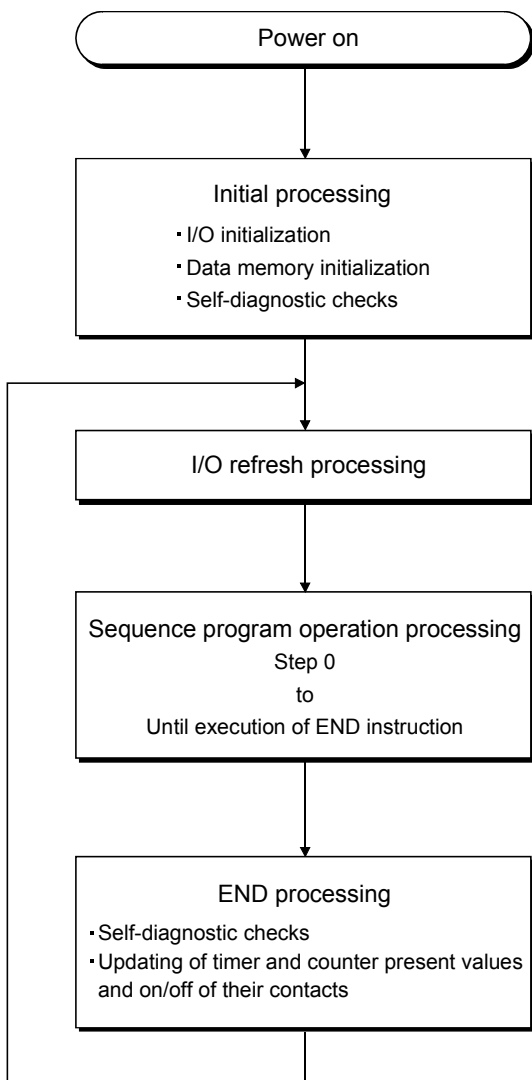 Power on
Initial processing
・I/O initialization
・Data memory initialization
・Self-diagnostic checks
I/O refresh processing
Sequence program operation processing
Step 0
to
Until execution of END instruction
END processing
・Self-diagnostic checks
・Updating of timer and counter present values
and on/off of their contacts